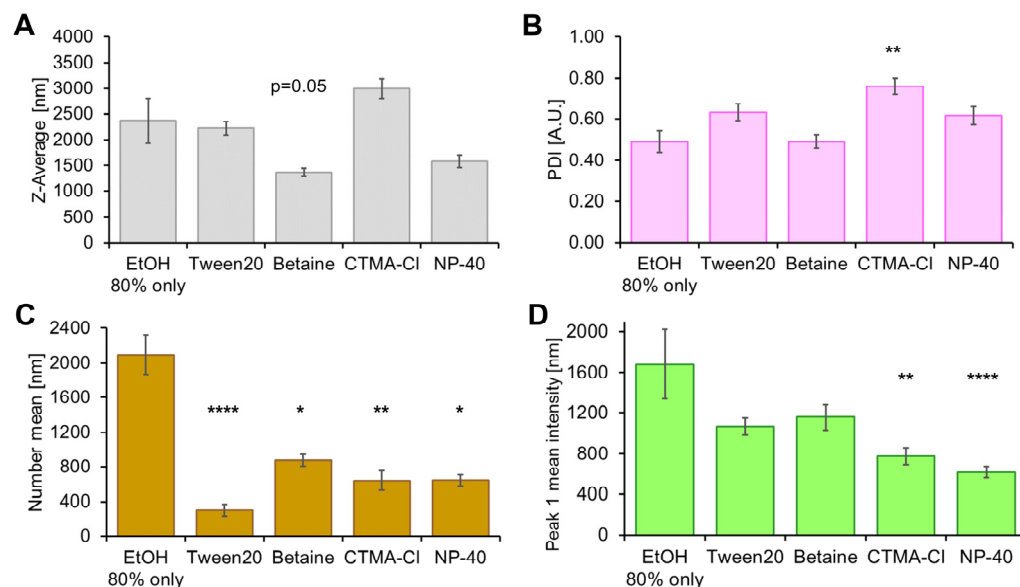 A
Z-Average [nm]
4000
3500
3000
2500
2000
1500
1000
500
0
p=0.05
EtOH
80% only
Tween20
Betaine
CTMA-Cl
NP-40
B
PDI [A.U.]
1.00
0.80
0.60
0.40
0.20
0.00
**
EtOH
80% only
Tween20
Betaine
CTMA-Cl
NP-40
C
Number mean [nm]
2400
2000
1600
1200
800
400
0
****
*
**
*
EtOH
80% only
Tween20
Betaine
CTMA-Cl
NP-40
D
Peak 1 mean intensity [nm]
2000
1600
1200
800
400
0
**
****
EtOH
80% only
Tween20
Betaine
CTMA-Cl
NP-40